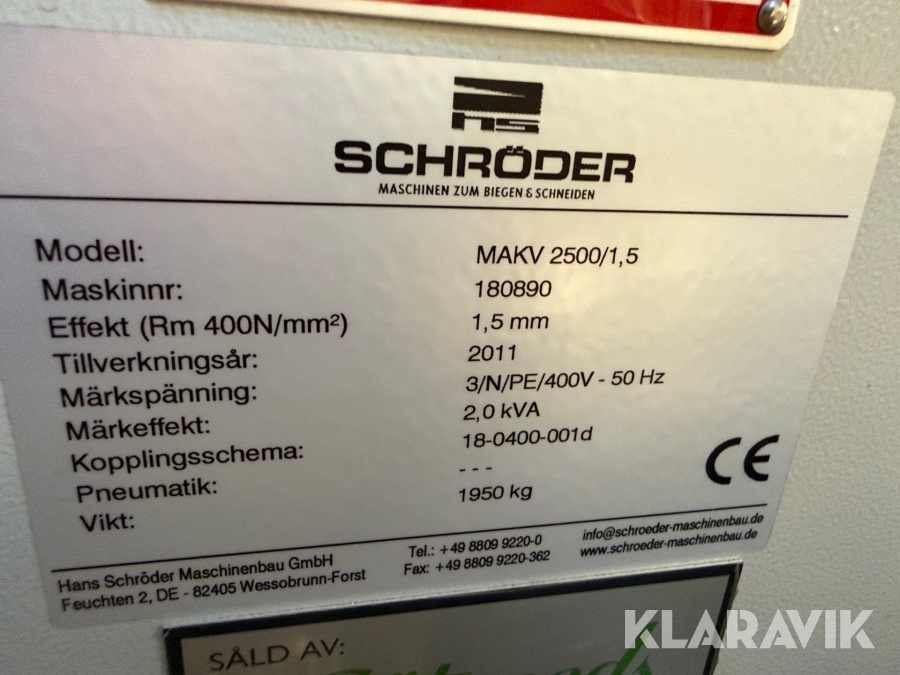 HS
SCHRÖDER
MASCHINEN ZUM BIEGEN & SCHNEIDEN
Modell: MAKV 2500/1,5
Maskinnr: 180890
Effekt (Rm 400N/mm²) 1,5 mm
Tillverkningsår: 2011
Märkspänning: 3/N/PE/400V - 50 Hz
Märkeffekt: 2,0 kVA
Kopplingsschema: 18-0400-001d
Pneumatik: - - -
Vikt: 1950 kg
CE
Hans Schröder Maschinenbau GmbH
Feuchten 2, DE - 82405 Wessobrunn-Forst
Tel.: +49 8809 9220-0
Fax: +49 8809 9220-362
info@schroeder-maschinenbau.de
www.schroeder-maschinenbau.de
SÅLD AV:
KLARAVIK